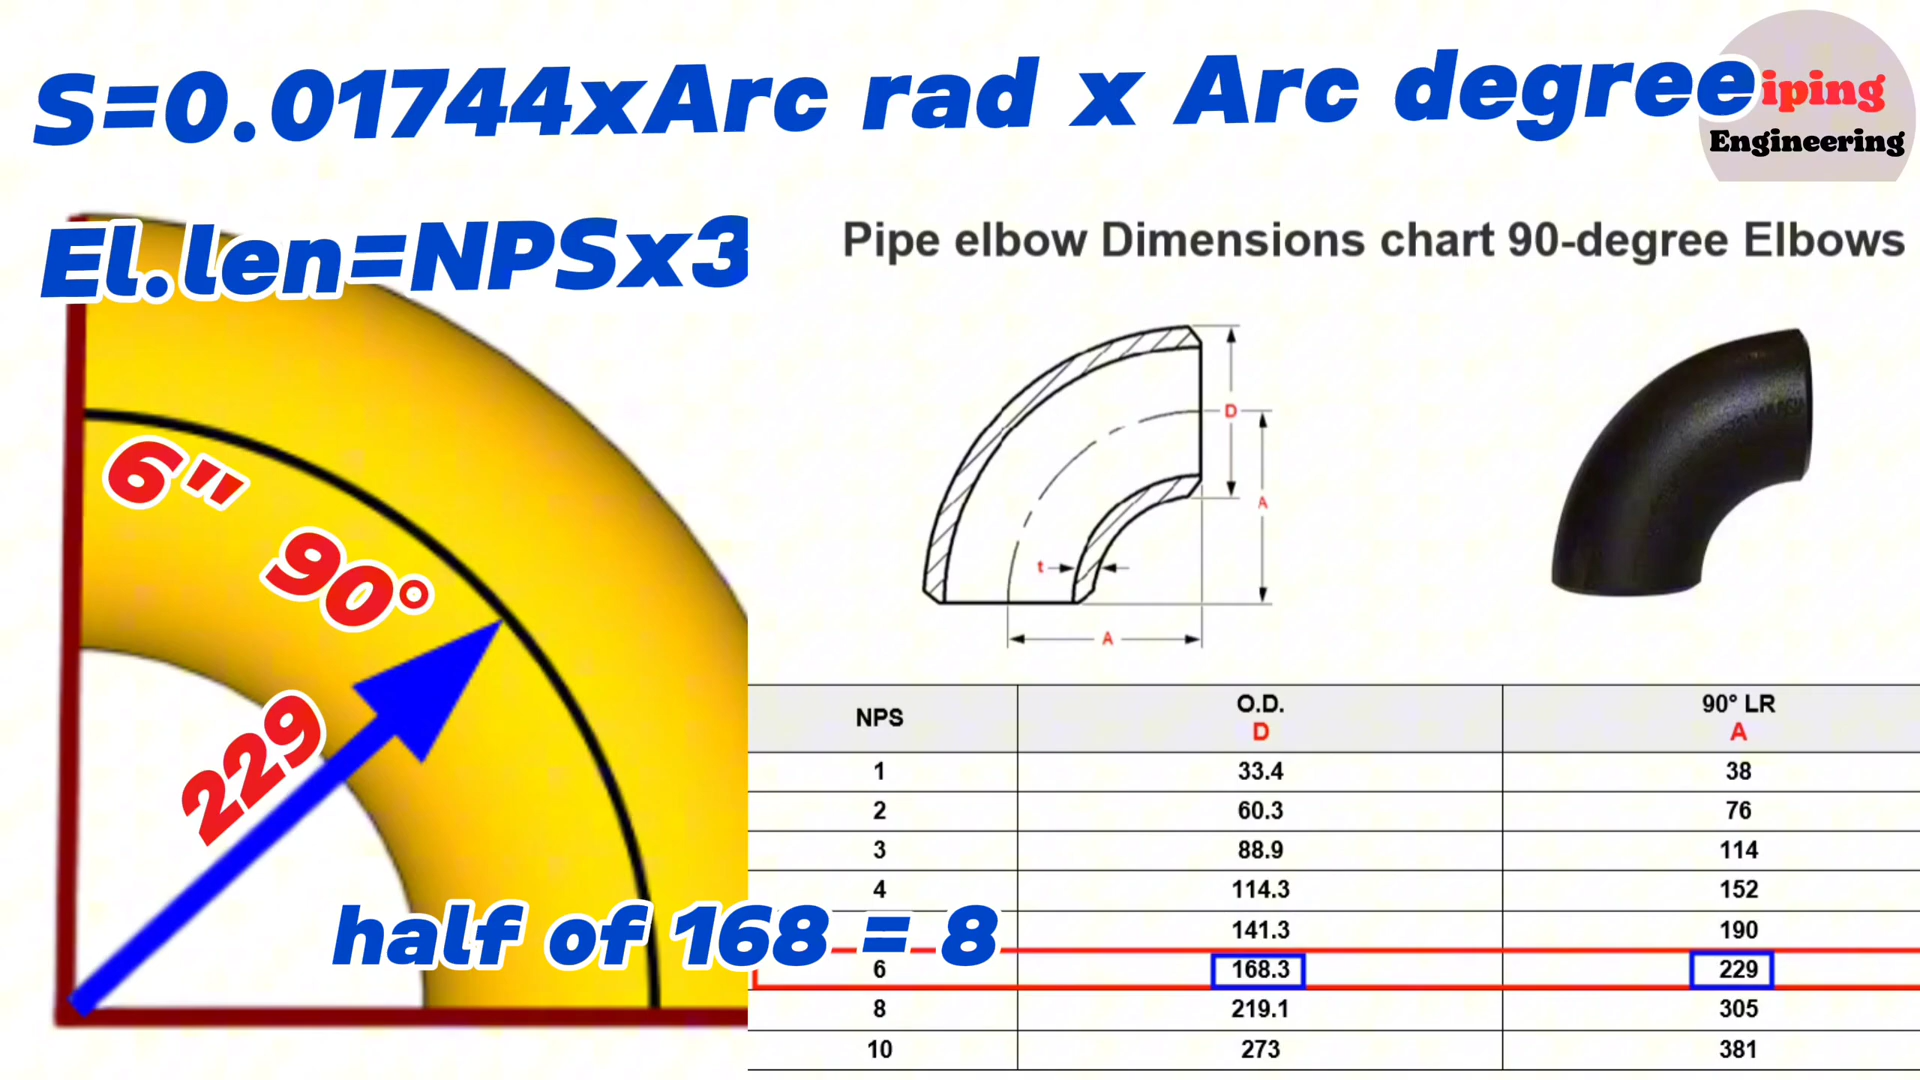 S=0.01744xArc rad x Arc degree
iping
Engineering
El.len=NPSx3
Pipe elbow Dimensions chart 90-degree Elbows
6"
90°
229
D
A
t
A
NPS
O.D.
D
90° LR
A
1 33.4 38
2 60.3 76
3 88.9 114
4 114.3 152
141.3 190
half of 168 = 8
6 168.3 229
8 219.1 305
10 273 381